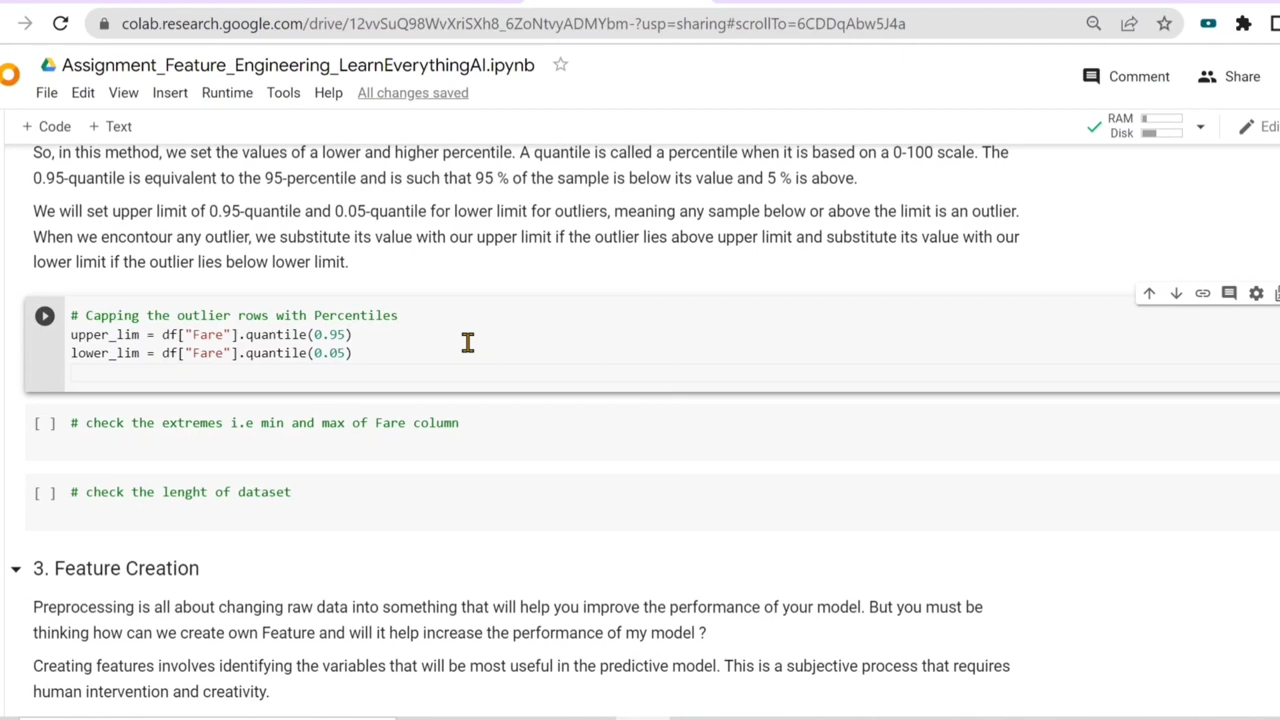 colab.research.google.com/drive/12vvSuQ98WvXriSXh8_6ZoNtvyADMYbm-?usp=sharing#scrollTo=6CDDqAbw5J4a
Assignment_Feature_Engineering_LearnEverythingAI.ipynb
Comment
Share
File Edit View Insert Runtime Tools Help All changes saved
+ Code + Text
RAM
Disk
Edi
So, in this method, we set the values of a lower and higher percentile. A quantile is called a percentile when it is based on a 0-100 scale. The
0.95-quantile is equivalent to the 95-percentile and is such that 95 % of the sample is below its value and 5 % is above.
We will set upper limit of 0.95-quantile and 0.05-quantile for lower limit for outliers, meaning any sample below or above the limit is an outlier.
When we encontour any outlier, we substitute its value with our upper limit if the outlier lies above upper limit and substitute its value with our
lower limit if the outlier lies below lower limit.
# Capping the outlier rows with Percentiles
upper_lim = df["Fare"].quantile(0.95)
lower_lim = df["Fare"].quantile(0.05)
[ ] # check the extremes i.e min and max of Fare column
[ ] # check the lenght of dataset
3. Feature Creation
Preprocessing is all about changing raw data into something that will help you improve the performance of your model. But you must be
thinking how can we create own Feature and will it help increase the performance of my model ?
Creating features involves identifying the variables that will be most useful in the predictive model. This is a subjective process that requires
human intervention and creativity.